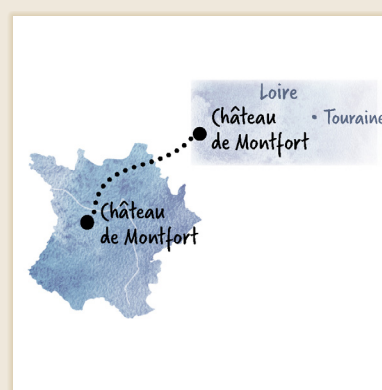 Loire
Château
de Montfort
• Touraine
Château
de Montfort